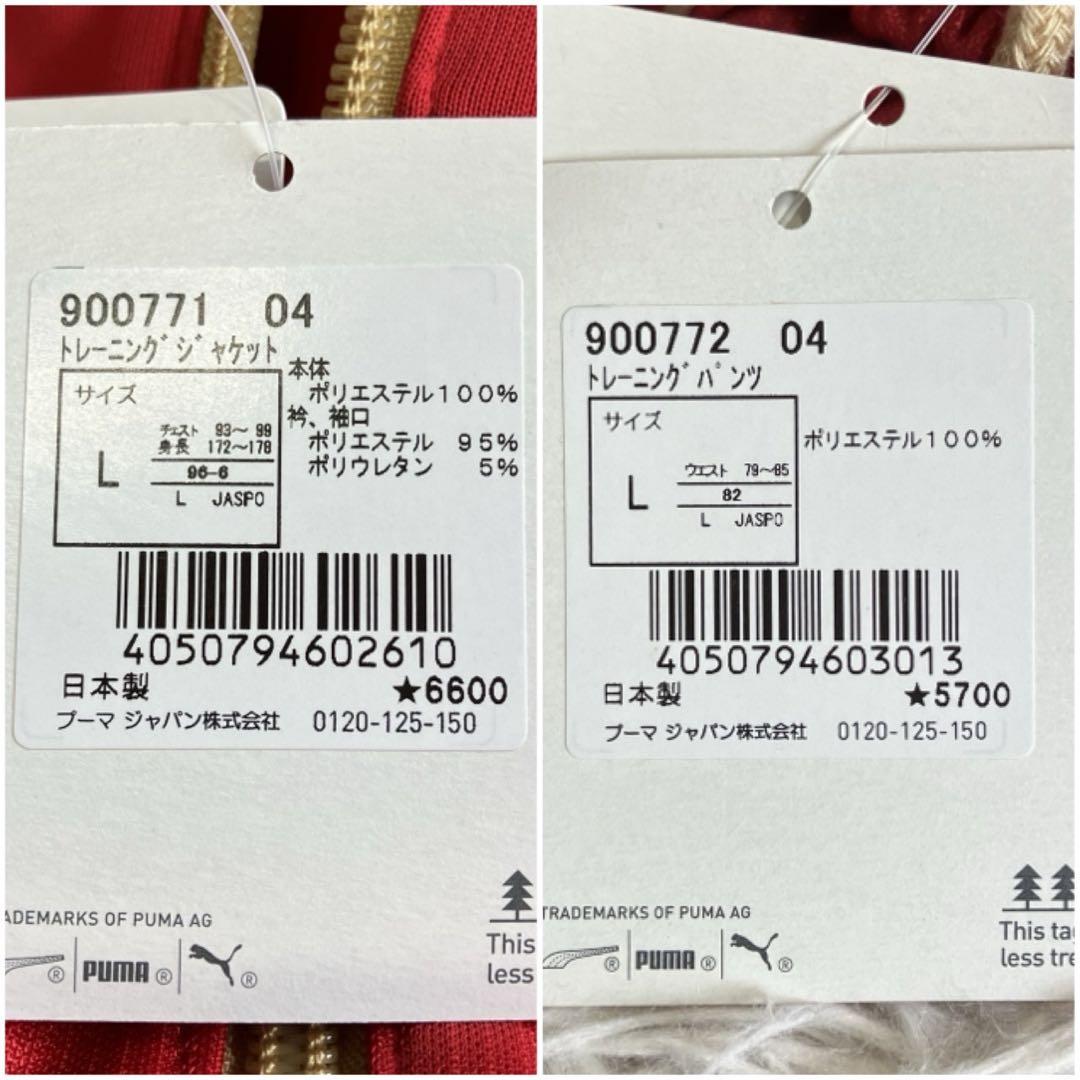 900771 04
トレーニングジャケット
サイズ
チェスト 93～99
身長 172～178
L
96-6
L JASPO
本体
ポリエステル100%
衿、袖口
ポリエステル 95%
ポリウレタン 5%
4050794602610
日本製 ★6600
プーマ ジャパン株式会社 0120-125-150
ADEMARKS OF PUMA AG
PUMA
This
less
900772 04
トレーニングパンツ
サイズ
ウエスト 79～85
L
82
L JASPO
ポリエステル100%
4050794603013
日本製 ★5700
プーマ ジャパン株式会社 0120-125-150
TRADEMARKS OF PUMA AG
PUMA
This ta
less tre